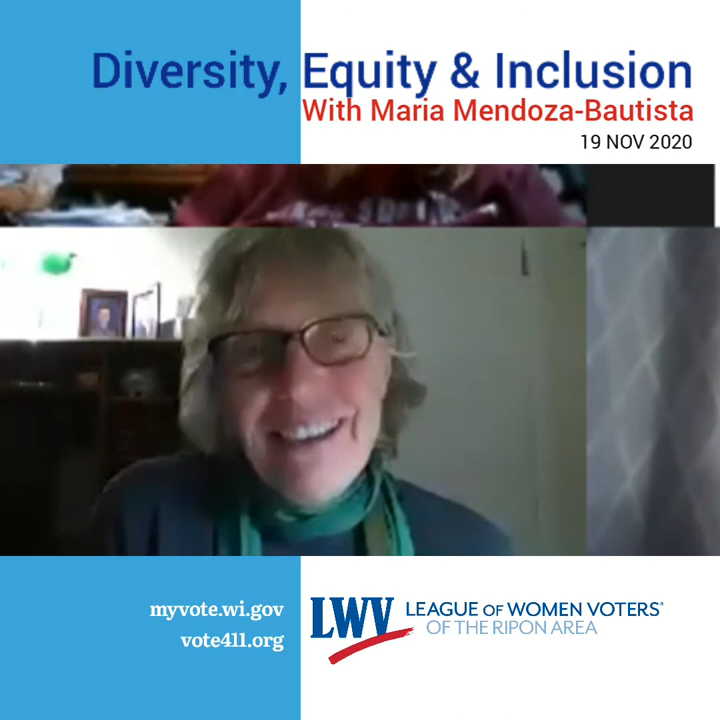 Diversity, Equity & Inclusion
With Maria Mendoza-Bautista
19 NOV 2020
myvote.wi.gov
vote411.org
LWV LEAGUE OF WOMEN VOTERS®
OF THE RIPON AREA